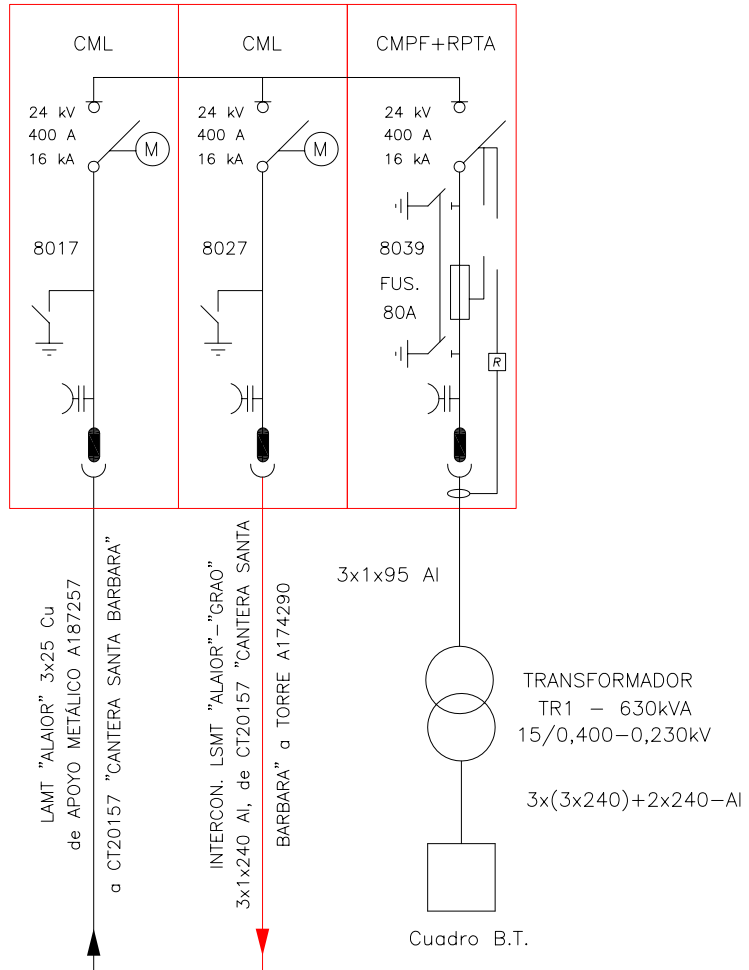 CML
CML
CMPF+RPTA
24 kV
400 A
16 kA
M
24 kV
400 A
16 kA
M
24 kV
400 A
16 kA
8017
8027
8039
FUS.
80A
R
LAMT "ALAIOR" 3x25 Cu
de APOYO METÁLICO A187257
a CT20157 "CANTERA SANTA BARBARA"
INTERCON. LSMT "ALAIOR"-"GRAO"
3x1x240 Al, de CT20157 "CANTERA SANTA
BARBARA" a TORRE A174290
3x1x95 Al
TRANSFORMADOR
TR1 - 630kVA
15/0,400-0,230kV
3x(3x240)+2x240-Al
Cuadro B.T.